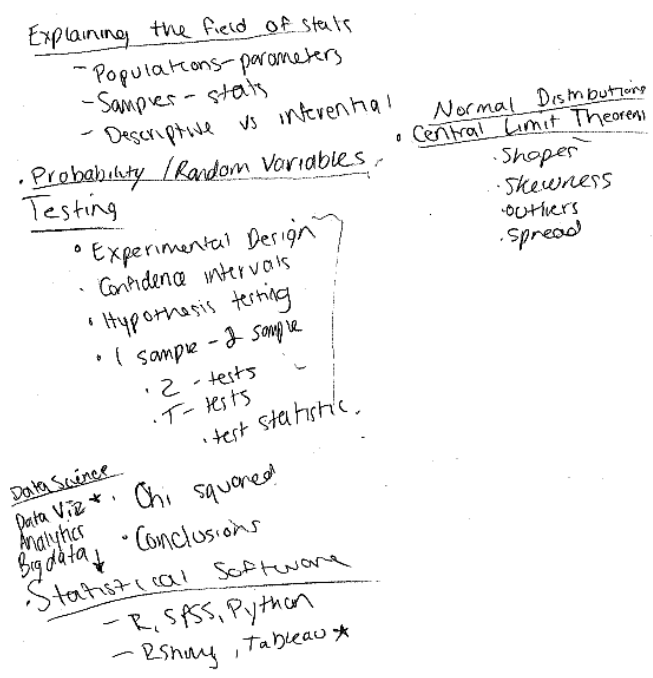 Explaining the field of stats
- Populations - parameters
- Samples - stats
- Descriptive vs inferential
Normal Distributions
• Central Limit Theorem
• Shapes
• Skewness
• outliers
• spread
• Probability / Random Variables
Testing
• Experimental Design
• Confidence intervals
• Hypothesis testing
• 1 sample - 2 sample
• Z - tests
• T - tests
• test statistic
• Chi squared
• Conclusions
Data Science
Data Viz *
Analytics
Big data ↓
• Statistical Software
- R, SPSS, Python
- RShiny, Tableau *